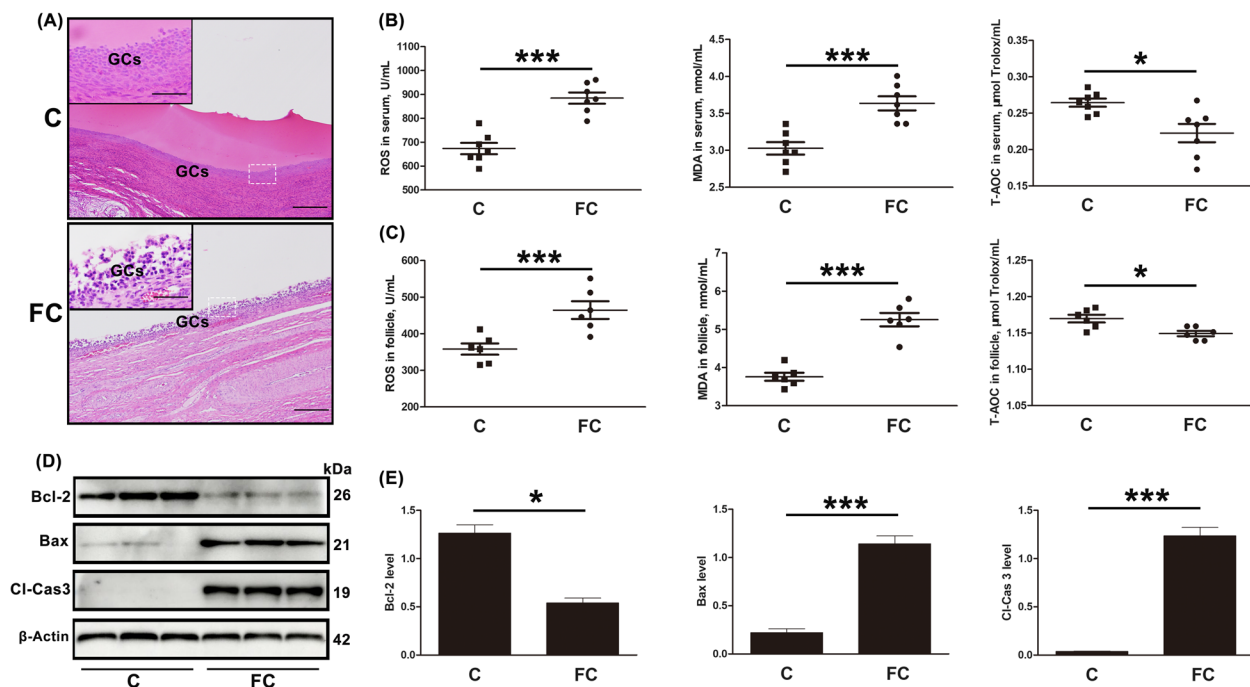 (A)
GCs
C
GCs
GCs
FC
GCs
(B)
ROS in serum, U/mL
1100
1000
900
800
700
600
500
***
C
FC
MDA in serum, nmol/mL
4.5
4.0
3.5
3.0
2.5
***
C
FC
T-AOC in serum, μmol Trolox/mL
0.35
0.30
0.25
0.20
0.15
*
C
FC
(C)
ROS in follicle, U/mL
600
500
400
300
200
***
C
FC
MDA in follicle, nmol/mL
7
6
5
4
3
***
C
FC
T-AOC in follicle, μmol Trolox/mL
1.25
1.20
1.15
1.10
1.05
*
C
FC
(D)
kDa
Bcl-2
26
Bax
21
Cl-Cas3
19
β-Actin
42
C
FC
(E)
Bcl-2 level
1.5
1.0
0.5
0.0
*
C
FC
Bax level
1.5
1.0
0.5
0.0
***
C
FC
Cl-Cas 3 level
1.5
1.0
0.5
0.0
***
C
FC